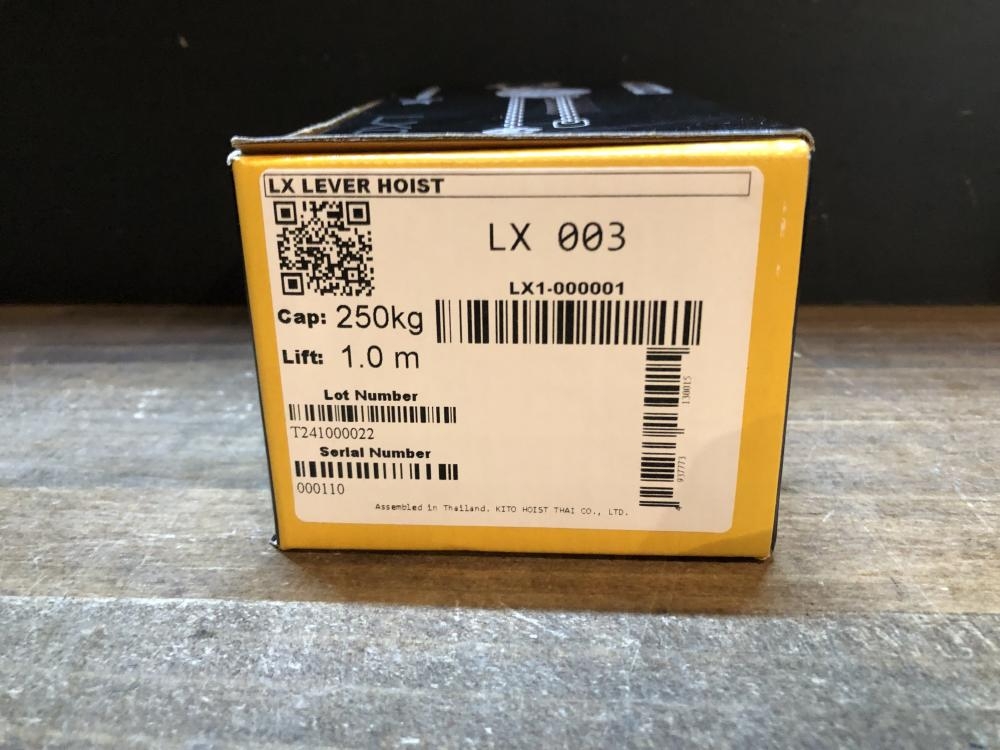 LX LEVER HOIST
LX 003
LX1-000001
Cap: 250kg
Lift: 1.0 m
Lot Number
T241000022
Serial Number
000110
Assembled in Thailand. KITO HOIST THAI CO., LTD.
130015
937773